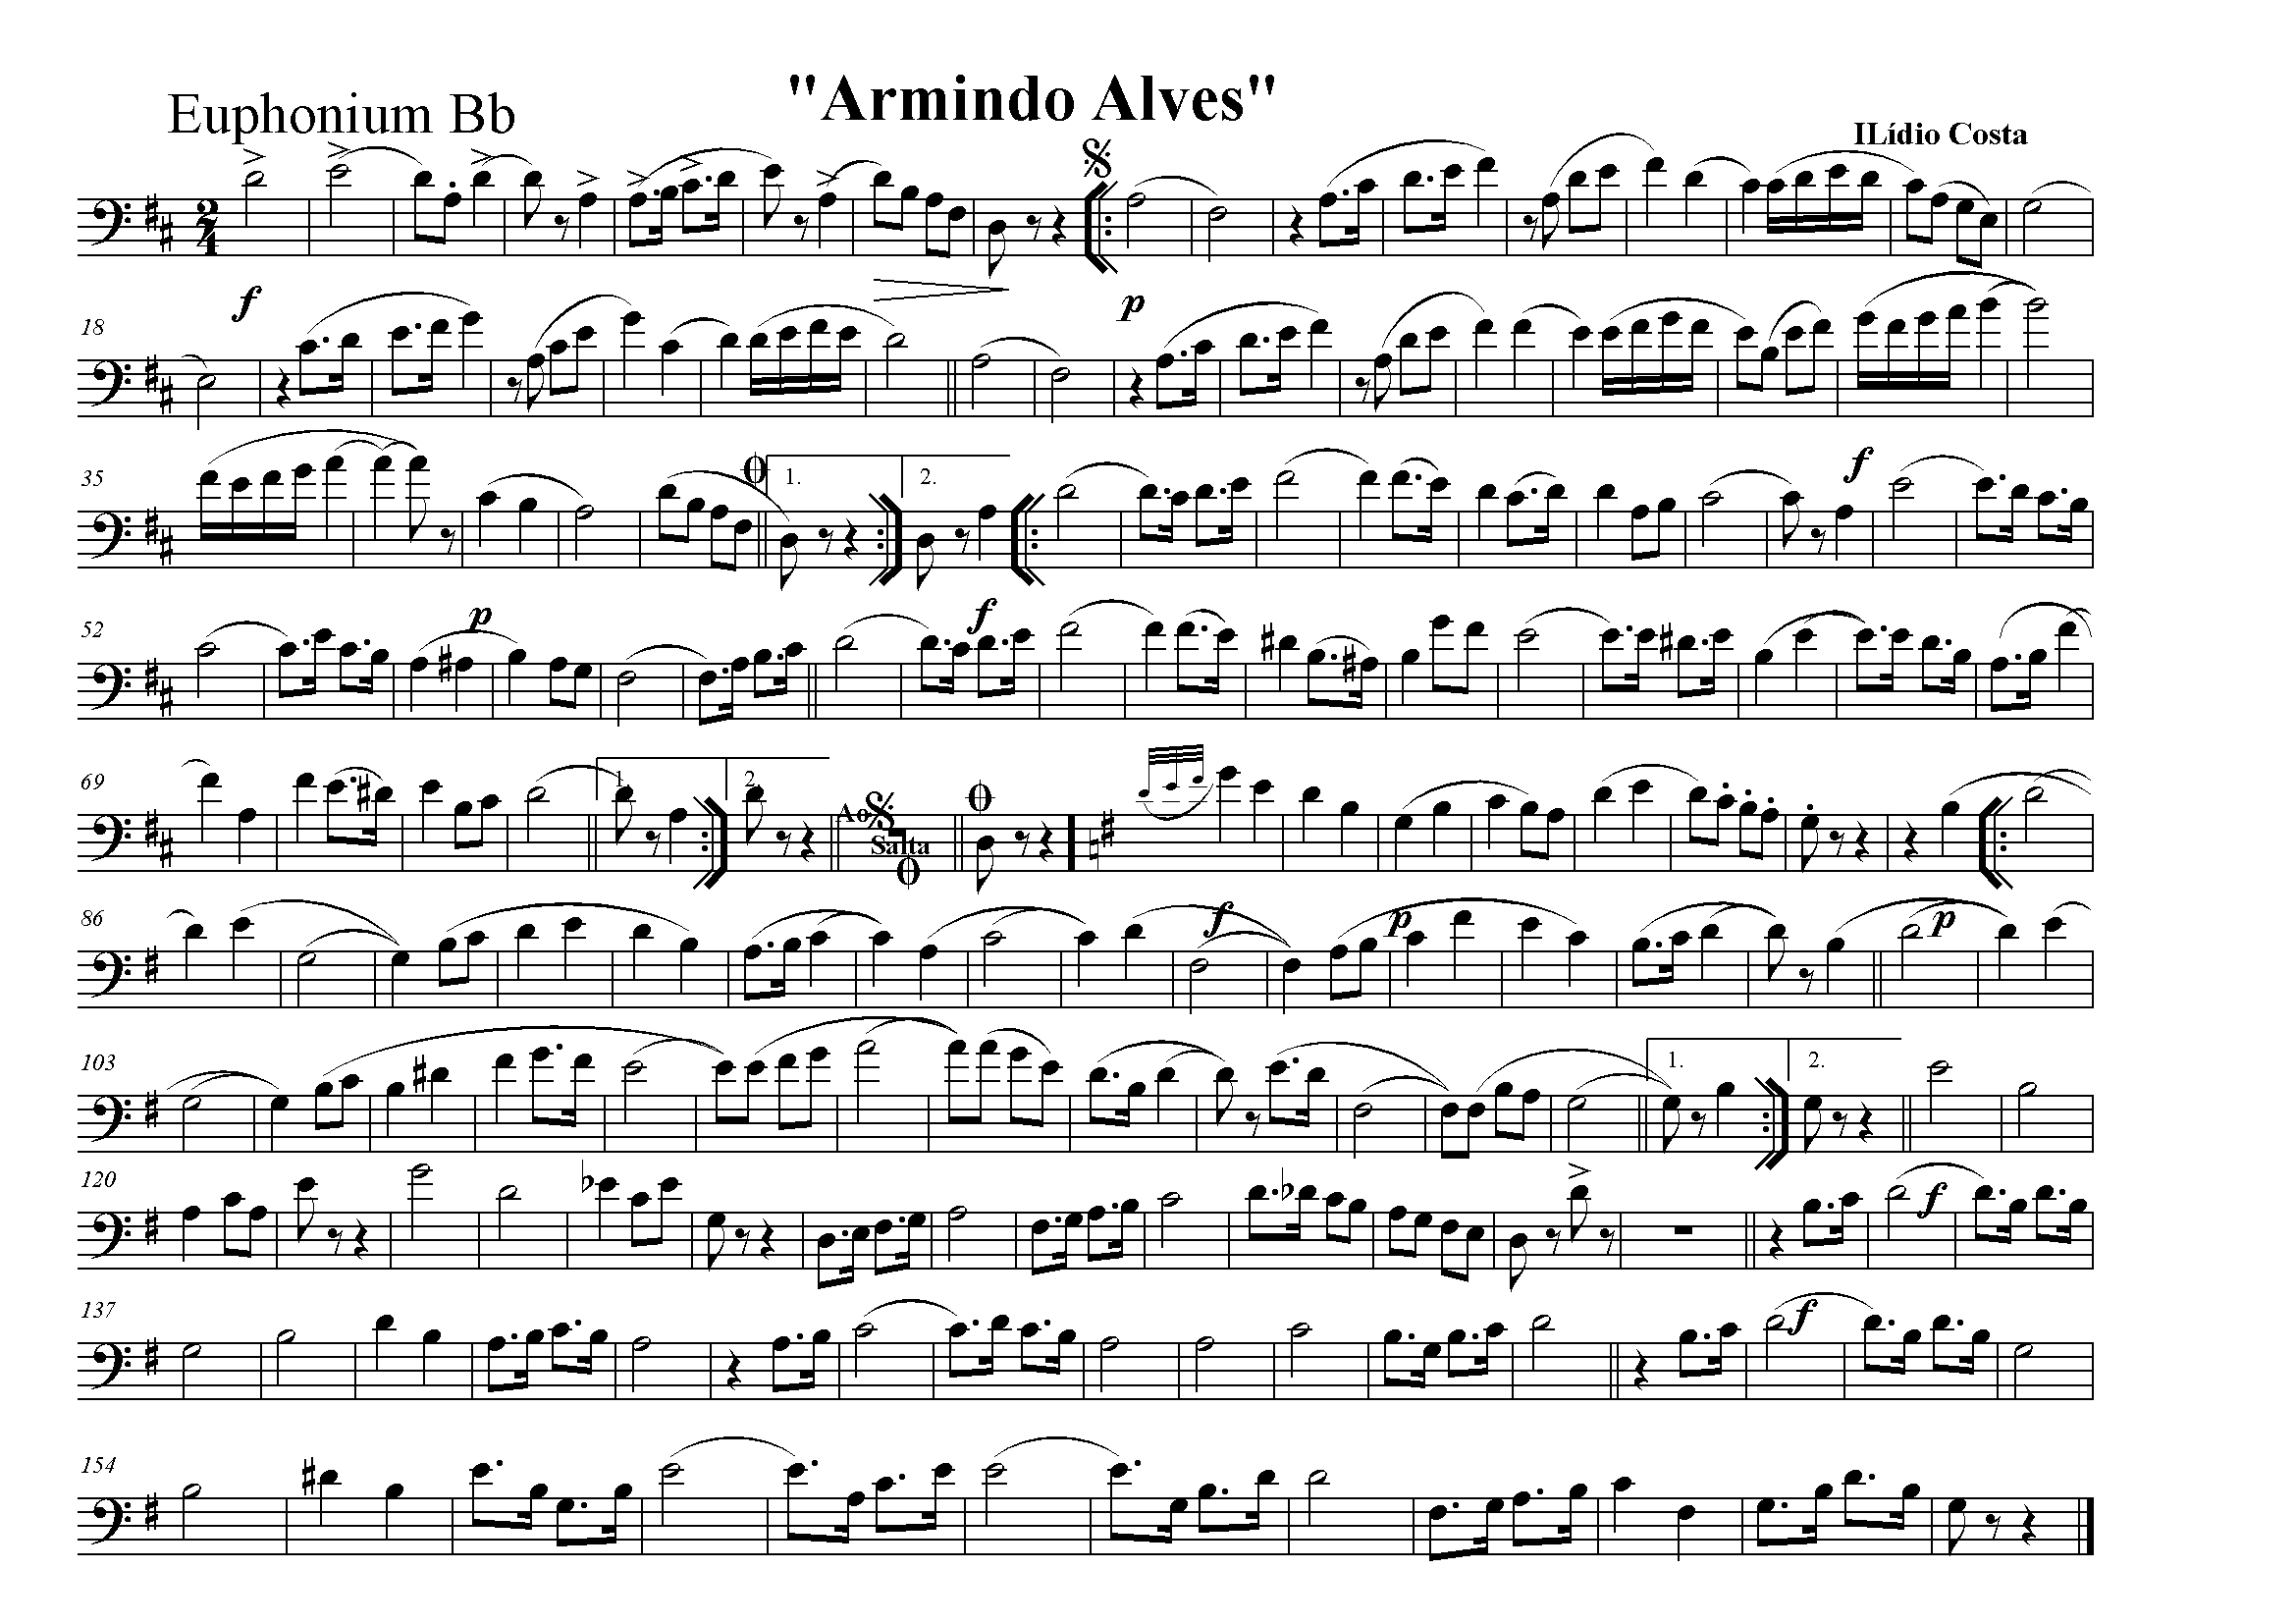 "Armindo Alves"
Euphonium Bb
ILídio Costa
2
4
f
p
18
35
1.
2.
f
52
p
f
69
1.
2.
Ao
Salta
86
f
p
p
103
1.
2.
120
f
137
f
154